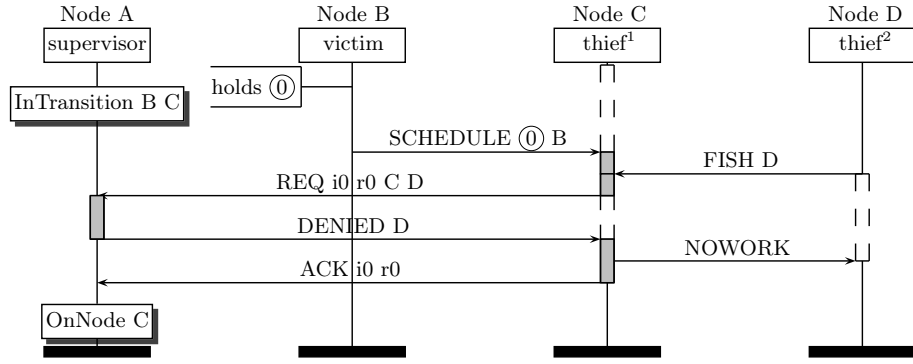 Node A
Node B
Node C
Node D
supervisor
victim
thief¹
thief²
holds ⓪
InTransition B C
SCHEDULE ⓪ B
FISH D
REQ i0 r0 C D
DENIED D
NOWORK
ACK i0 r0
OnNode C